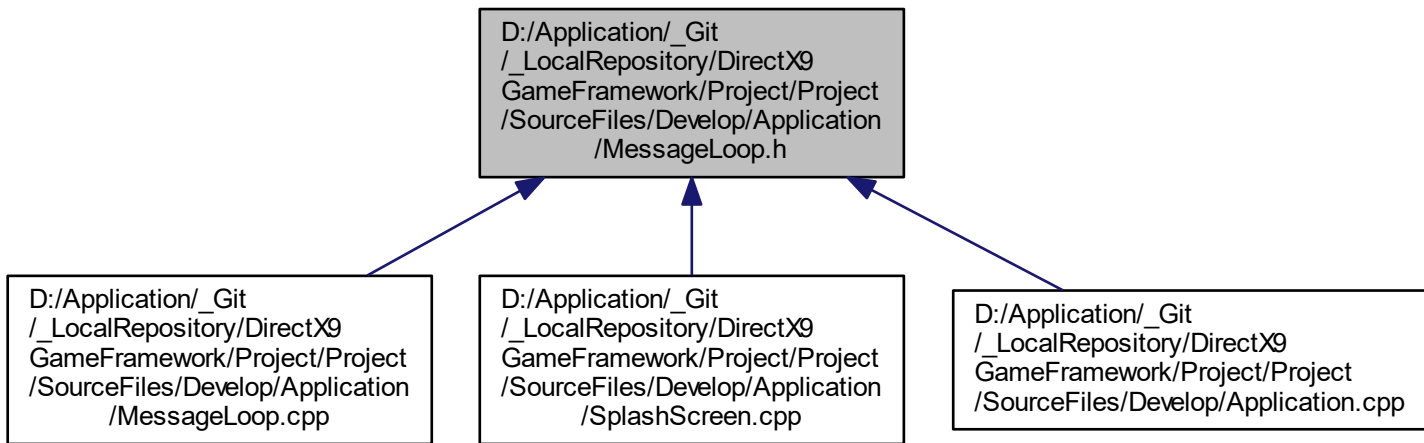 D:/Application/_Git
/_LocalRepository/DirectX9
GameFramework/Project/Project
/SourceFiles/Develop/Application
/MessageLoop.h
D:/Application/_Git
/_LocalRepository/DirectX9
GameFramework/Project/Project
/SourceFiles/Develop/Application
/MessageLoop.cpp
D:/Application/_Git
/_LocalRepository/DirectX9
GameFramework/Project/Project
/SourceFiles/Develop/Application
/SplashScreen.cpp
D:/Application/_Git
/_LocalRepository/DirectX9
GameFramework/Project/Project
/SourceFiles/Develop/Application.cpp